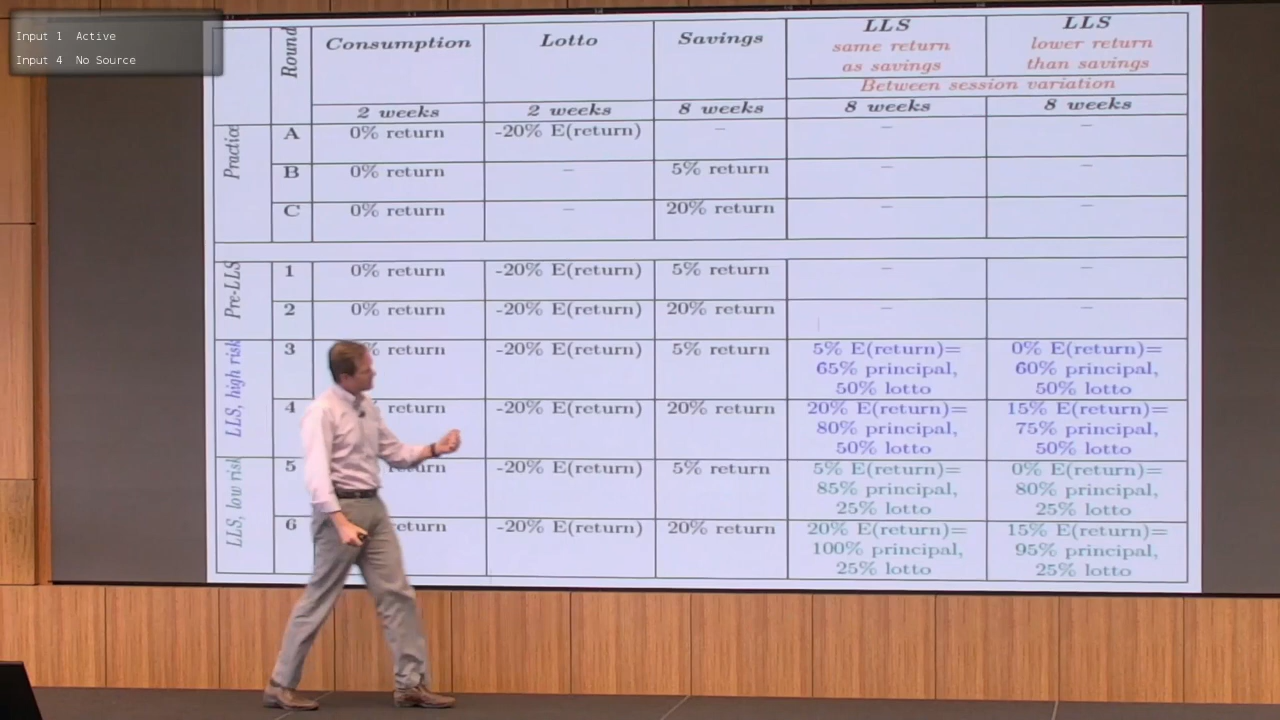 Input 1 Active
Input 4 No Source
Round
Consumption
Lotto
Savings
LLS
same return
as savings
LLS
lower return
than savings
Between session variation
2 weeks
2 weeks
8 weeks
8 weeks
8 weeks
Practice
A
0% return
-20% E(return)
–
–
–
B
0% return
–
5% return
–
–
C
0% return
–
20% return
–
–
Pre-LLS
1
0% return
-20% E(return)
5% return
–
–
2
0% return
-20% E(return)
20% return
–
–
LLS, high risk
3
% return
-20% E(return)
5% return
5% E(return)=
65% principal,
50% lotto
0% E(return)=
60% principal,
50% lotto
4
return
-20% E(return)
20% return
20% E(return)=
80% principal,
50% lotto
15% E(return)=
75% principal,
50% lotto
LLS, low risk
5
return
-20% E(return)
5% return
5% E(return)=
85% principal,
25% lotto
0% E(return)=
80% principal,
25% lotto
6
return
-20% E(return)
20% return
20% E(return)=
100% principal,
25% lotto
15% E(return)=
95% principal,
25% lotto